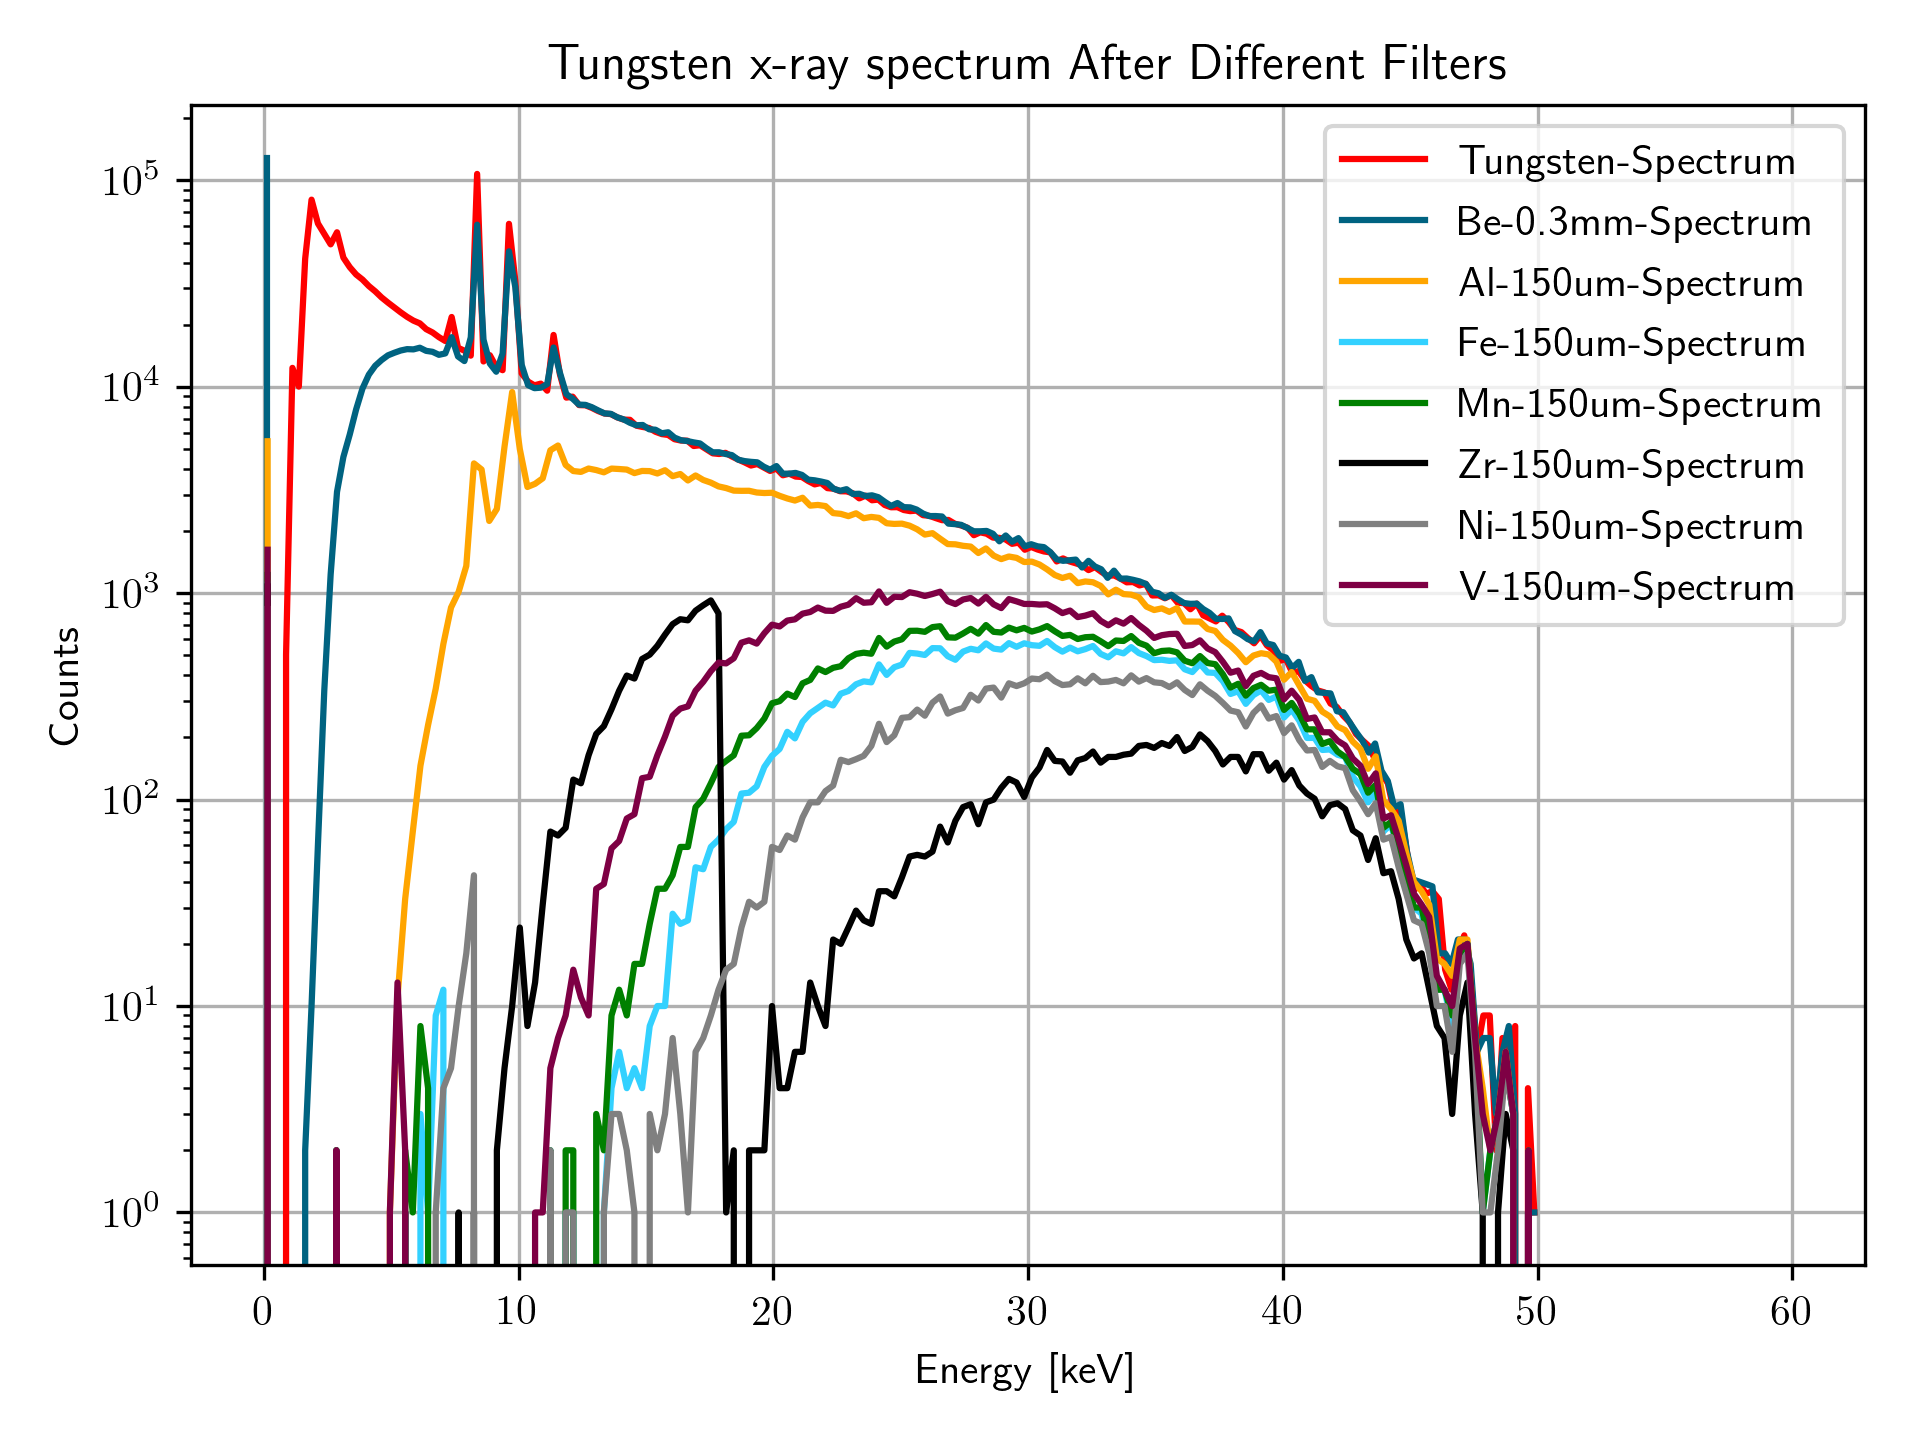 Tungsten x-ray spectrum After Different Filters
Counts
10^5
10^4
10^3
10^2
10^1
10^0
Tungsten-Spectrum
Be-0.3mm-Spectrum
Al-150um-Spectrum
Fe-150um-Spectrum
Mn-150um-Spectrum
Zr-150um-Spectrum
Ni-150um-Spectrum
V-150um-Spectrum
0 10 20 30 40 50 60
Energy [keV]